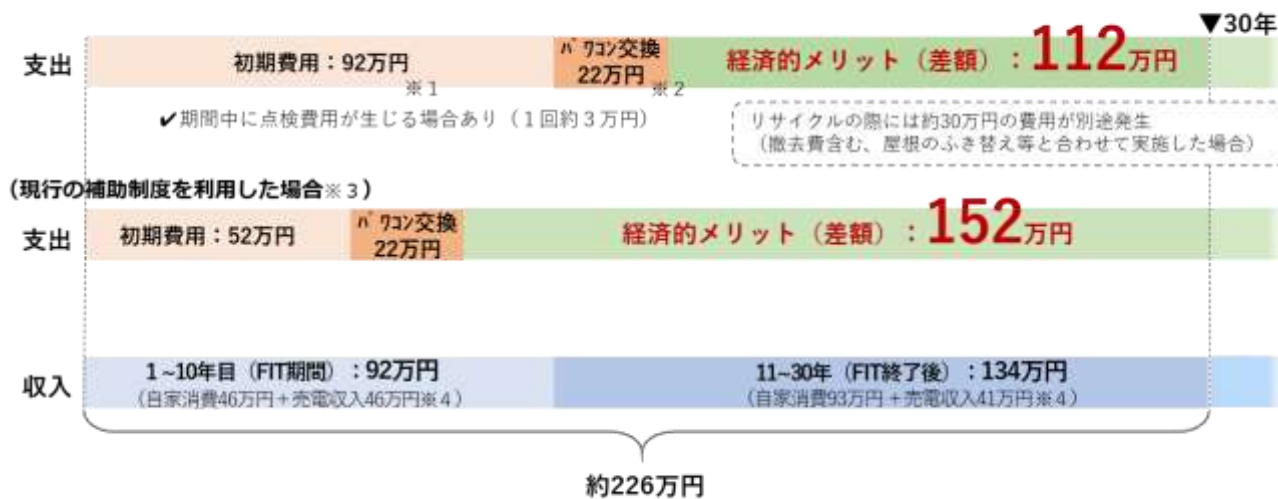 ▼30年
支出
初期費用：92万円
※１
パワコン交換
22万円
※２
経済的メリット（差額）：112万円
✔期間中に点検費用が生じる場合あり（１回約３万円）
リサイクルの際には約30万円の費用が別途発生
（撤去費含む、屋根のふき替え等と合わせて実施した場合）
（現行の補助制度を利用した場合※３）
支出
初期費用：52万円
パワコン交換
22万円
経済的メリット（差額）：152万円
収入
1~10年目（FIT期間）：92万円
（自家消費46万円＋売電収入46万円※４）
11~30年（FIT終了後）：134万円
（自家消費93万円＋売電収入41万円※４）
約226万円